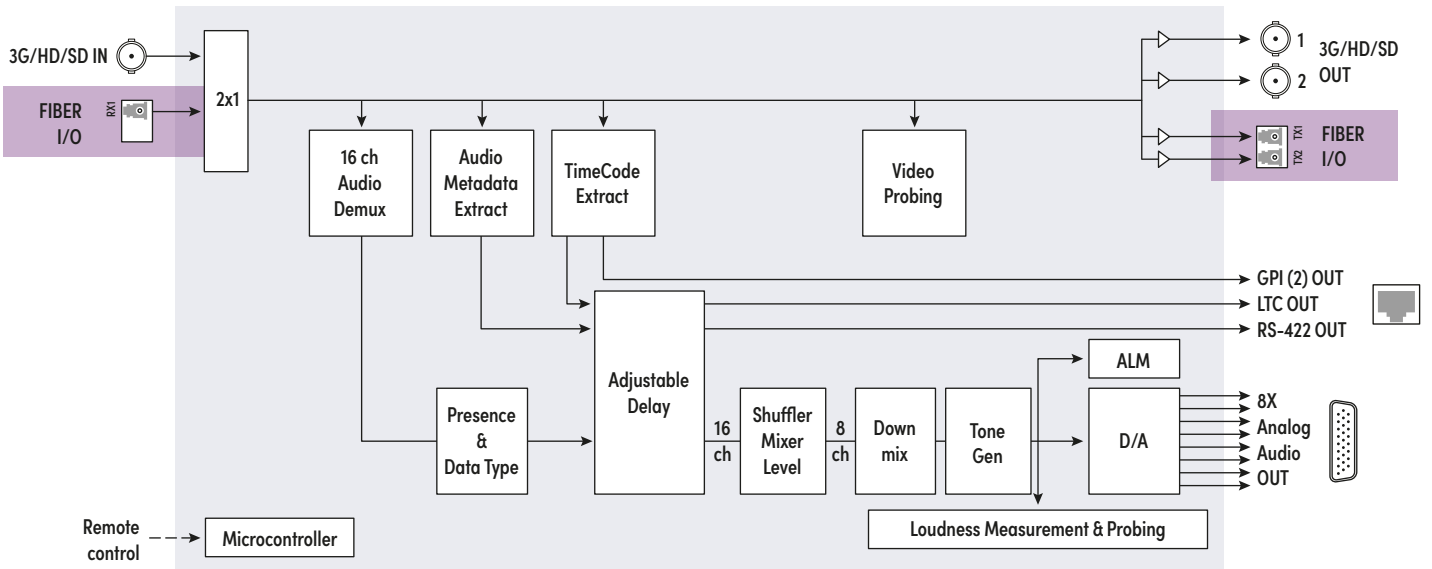 3G/HD/SD IN
FIBER
I/O
RX1
2x1
1
2
3G/HD/SD
OUT
TX1
TX2
FIBER
I/O
16 ch
Audio
Demux
Audio
Metadata
Extract
TimeCode
Extract
Video
Probing
GPI (2) OUT
LTC OUT
RS-422 OUT
Adjustable
Delay
ALM
Presence
&
Data Type
16
ch
Shuffler
Mixer
Level
8
ch
Down
mix
Tone
Gen
D/A
8X
Analog
Audio
OUT
Remote
control
Microcontroller
Loudness Measurement & Probing